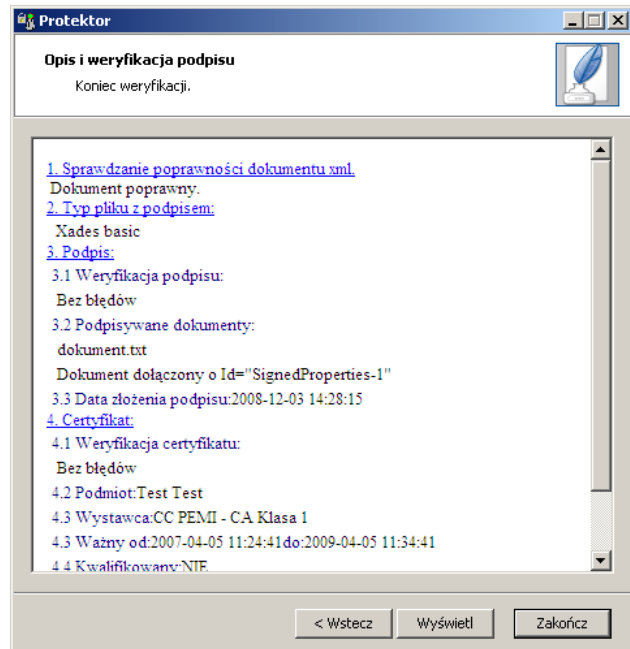 Protektor
Opis i weryfikacja podpisu
Koniec weryfikacji.
1. Sprawdzanie poprawności dokumentu xml.
Dokument poprawny.
2. Typ pliku z podpisem:
Xades basic
3. Podpis:
3.1 Weryfikacja podpisu:
Bez błędów
3.2 Podpisywane dokumenty:
dokument.txt
Dokument dołączony o Id="SignedProperties-1"
3.3 Data złożenia podpisu:2008-12-03 14:28:15
4. Certyfikat:
4.1 Weryfikacja certyfikatu:
Bez błędów
4.2 Podmiot:Test Test
4.3 Wystawca:CC PEMI - CA Klasa 1
4.3 Ważny od:2007-04-05 11:24:41do:2009-04-05 11:34:41
4.4 Kwalifikowany:NIE
< Wstecz Wyświetl Zakończ